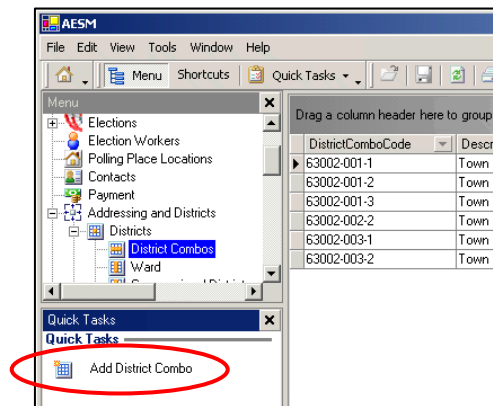 AESM
File Edit View Tools Window Help
Menu Shortcuts Quick Tasks
Menu
Elections
Election Workers
Polling Place Locations
Contacts
Payment
Addressing and Districts
Districts
District Combos
Ward
Quick Tasks
Quick Tasks
Add District Combo
Drag a column header here to group
DistrictComboCode Descr
63002-001-1 Town
63002-001-2 Town
63002-001-3 Town
63002-002-2 Town
63002-003-1 Town
63002-003-2 Town